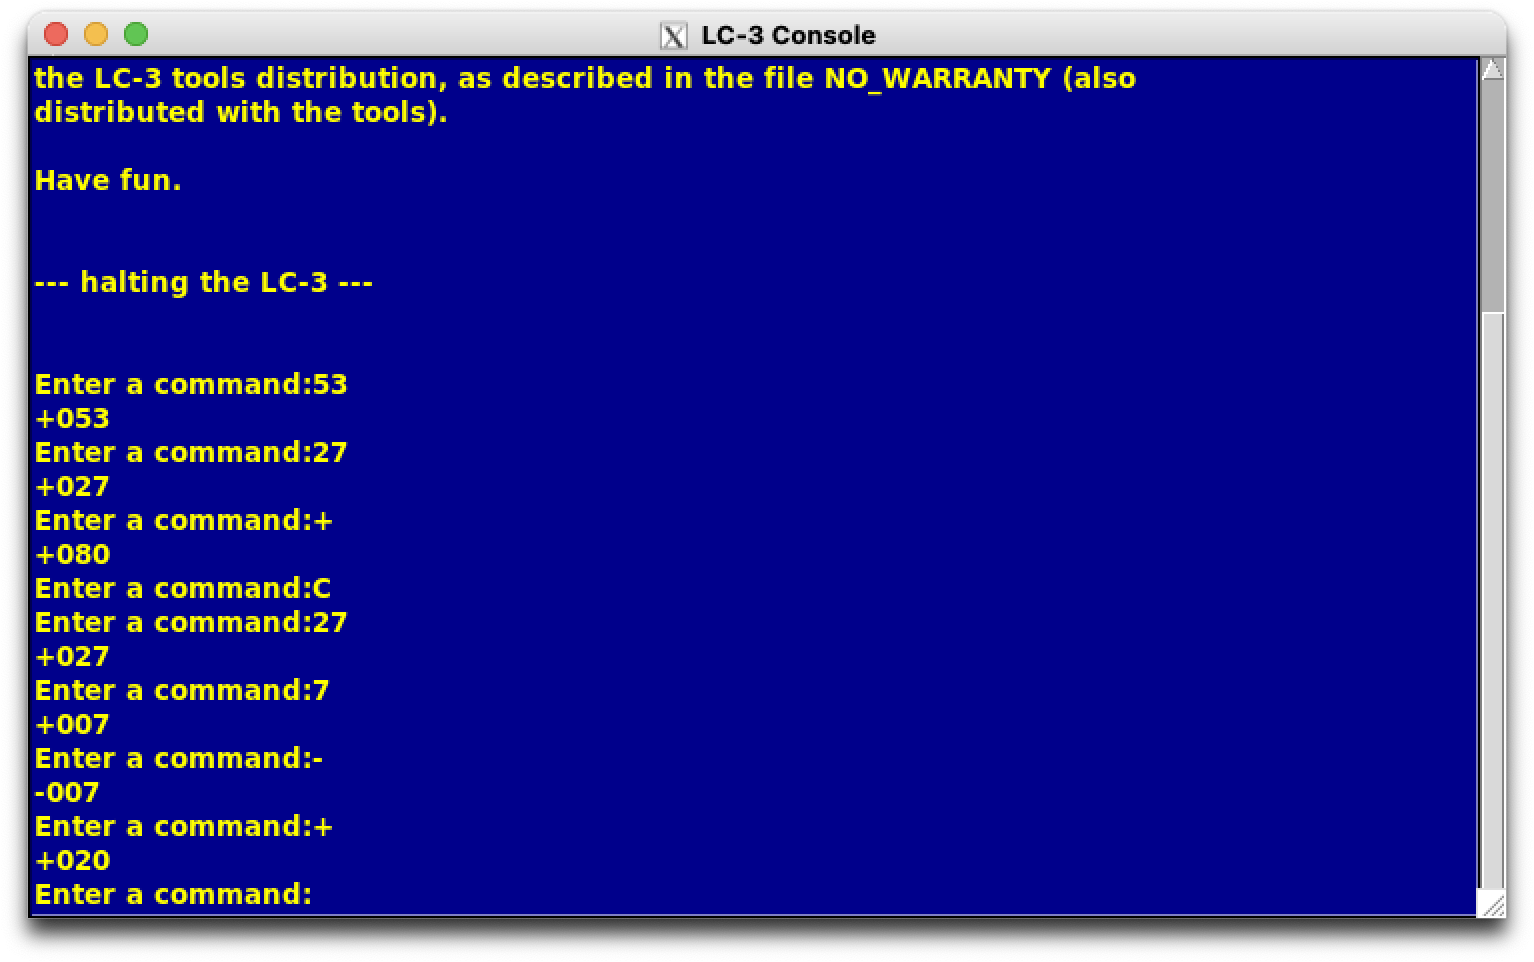 LC-3 Console
the LC-3 tools distribution, as described in the file NO_WARRANTY (also
distributed with the tools).
Have fun.
--- halting the LC-3 ---
Enter a command:53
+053
Enter a command:27
+027
Enter a command:+
+080
Enter a command:C
Enter a command:27
+027
Enter a command:7
+007
Enter a command:-
-007
Enter a command:+
+020
Enter a command: